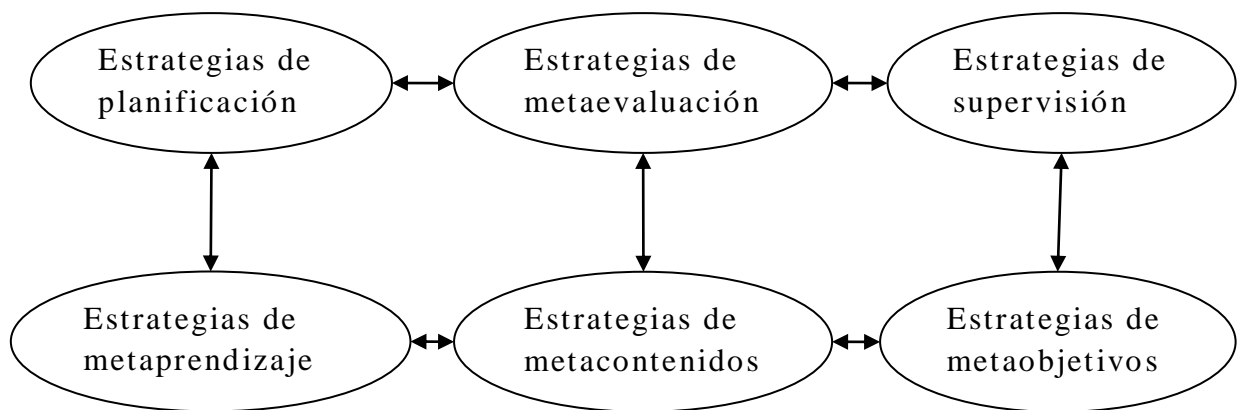 Estrategias de
planificación
Estrategias de
metaevaluación
Estrategias de
supervisión
Estrategias de
metaprendizaje
Estrategias de
metacontenidos
Estrategias de
metaobjetivos